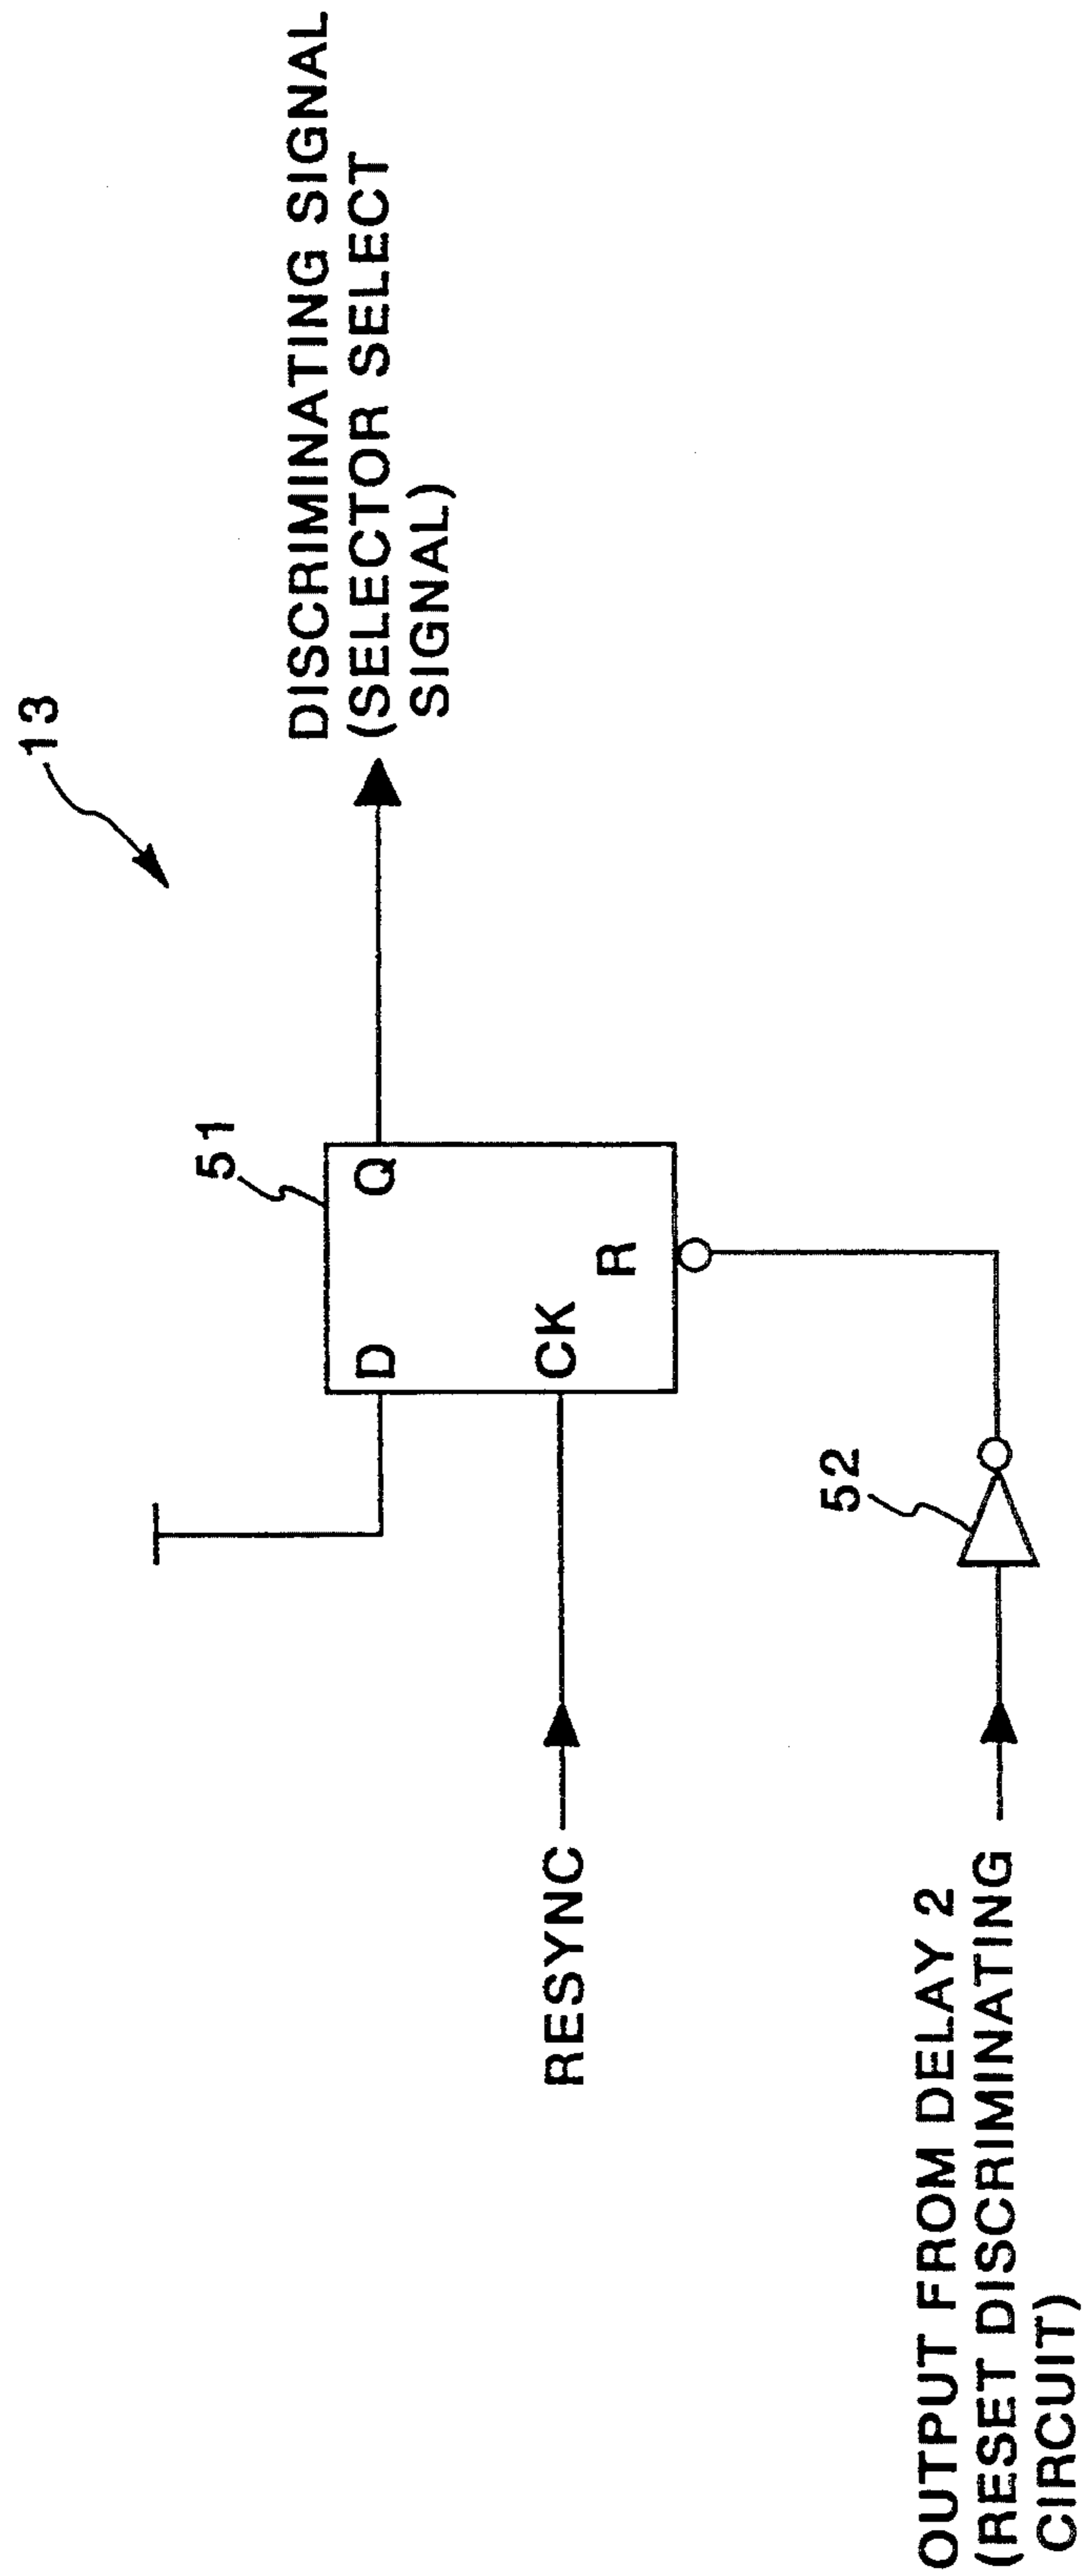 13
DISCRIMINATING SIGNAL
(SELECTOR SELECT
SIGNAL)
51
D
Q
CK
R
RESYNC
52
OUTPUT FROM DELAY 2
(RESET DISCRIMINATING
CIRCUIT)